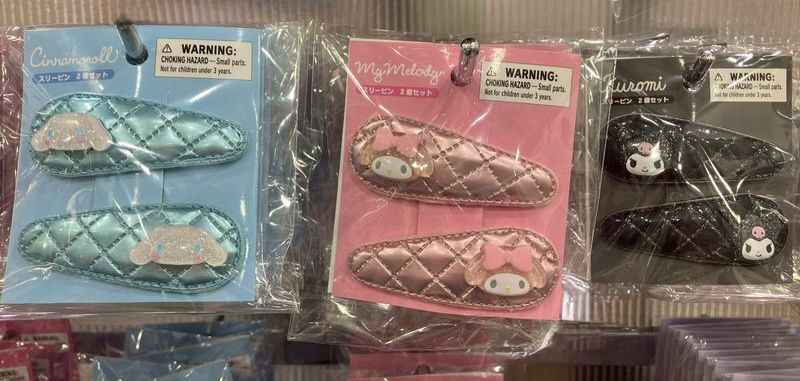 Cinnamoroll
スリーピン 2個セット
WARNING:
CHOKING HAZARD — Small parts.
Not for children under 3 years.
My Melody
スリーピン 2個セット
WARNING:
CHOKING HAZARD — Small parts.
Not for children under 3 years.
Kuromi
スリーピン 2個セット
WARNING:
CHOKING HAZARD — Small parts.
Not for children under 3 years.
WARNING: